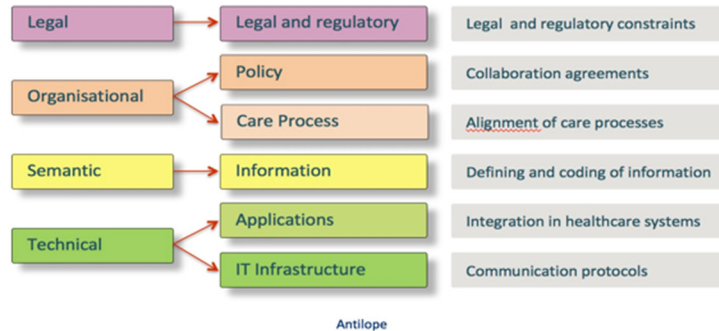 Legal
Legal and regulatory
Legal and regulatory constraints
Organisational
Policy
Collaboration agreements
Care Process
Alignment of care processes
Semantic
Information
Defining and coding of information
Technical
Applications
Integration in healthcare systems
IT Infrastructure
Communication protocols
Antilope